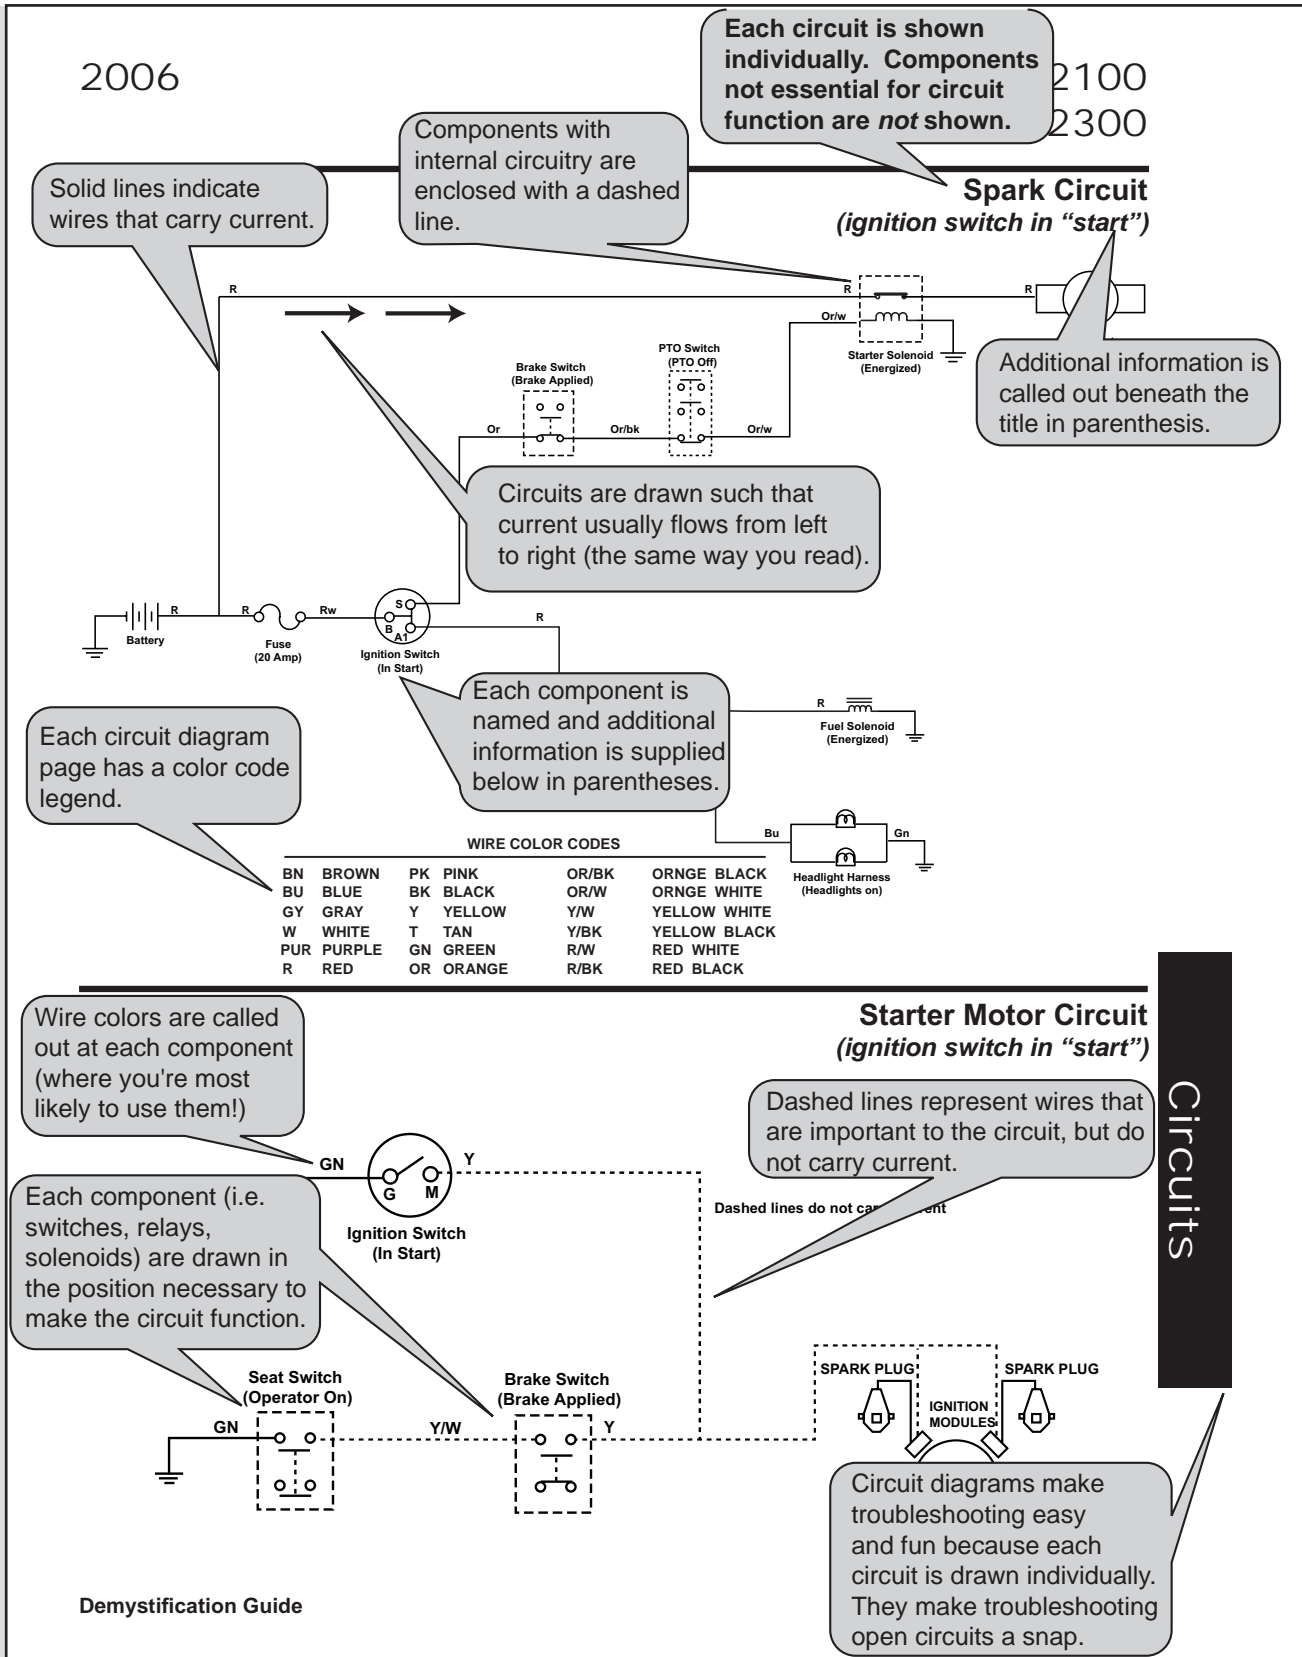 2006
2100
2300
Each circuit is shown
individually. Components
not essential for circuit
function are not shown.
Components with
internal circuitry are
enclosed with a dashed
line.
Solid lines indicate
wires that carry current.
Spark Circuit
(ignition switch in “start”)
R
R
R
Or/w
Starter Solenoid
(Energized)
PTO Switch
(PTO Off)
Brake Switch
(Brake Applied)
Or
Or/bk
Or/w
Additional information is
called out beneath the
title in parenthesis.
Circuits are drawn such that
current usually flows from left
to right (the same way you read).
R
R
Rw
S
B
A1
R
Battery
Fuse
(20 Amp)
Ignition Switch
(In Start)
Each component is
named and additional
information is supplied
below in parentheses.
R
Fuel Solenoid
(Energized)
Each circuit diagram
page has a color code
legend.
Bu
Gn
Headlight Harness
(Headlights on)
WIRE COLOR CODES
BN BROWN PK PINK OR/BK ORNGE BLACK
BU BLUE BK BLACK OR/W ORNGE WHITE
GY GRAY Y YELLOW Y/W YELLOW WHITE
W WHITE T TAN Y/BK YELLOW BLACK
PUR PURPLE GN GREEN R/W RED WHITE
R RED OR ORANGE R/BK RED BLACK
Starter Motor Circuit
(ignition switch in “start”)
Wire colors are called
out at each component
(where you're most
likely to use them!)
Dashed lines represent wires that
are important to the circuit, but do
not carry current.
Dashed lines do not
GN
Y
G
M
Ignition Switch
(In Start)
Each component (i.e.
switches, relays,
solenoids) are drawn in
the position necessary to
make the circuit function.
Circuits
Seat Switch
(Operator On)
Brake Switch
(Brake Applied)
GN
Y/W
Y
SPARK PLUG
SPARK PLUG
IGNITION
MODULES
Circuit diagrams make
troubleshooting easy
and fun because each
circuit is drawn individually.
They make troubleshooting
open circuits a snap.
Demystification Guide